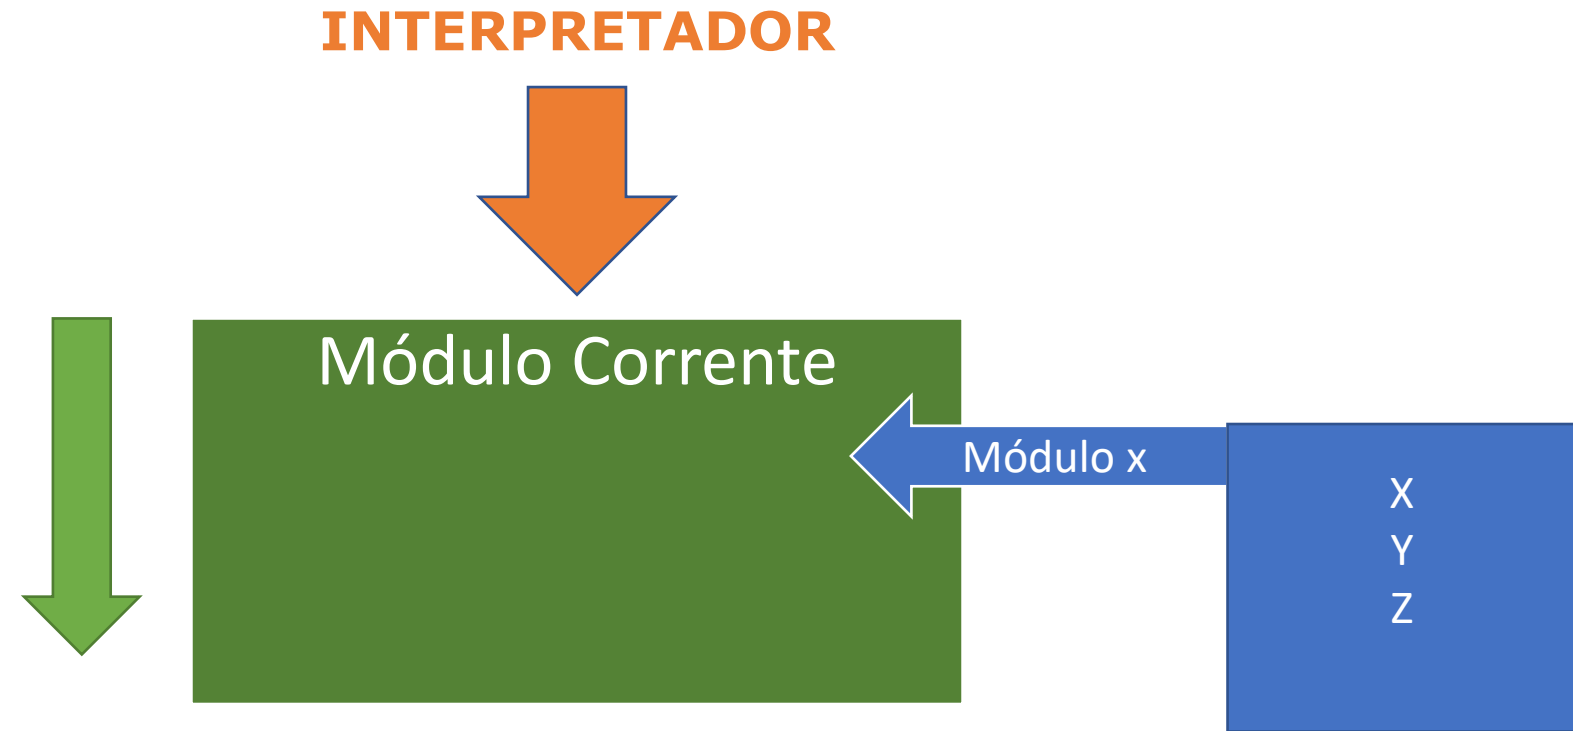 INTERPRETADOR
Módulo Corrente
Módulo x
X
Y
Z